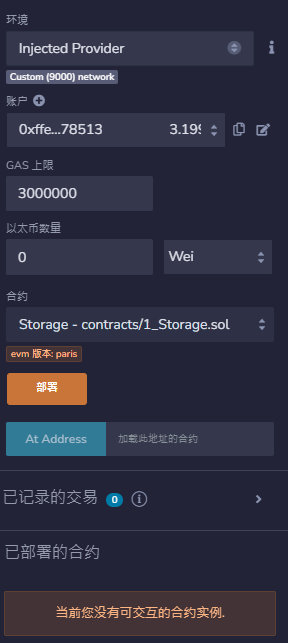 环境
Injected Provider
Custom (9000) network
账户
0xffe...78513 3.199
GAS 上限
3000000
以太币数量
0 Wei
合约
Storage - contracts/1_Storage.sol
evm 版本: paris
部署
At Address 加载此地址的合约
已记录的交易 0
已部署的合约
当前您没有可交互的合约实例.